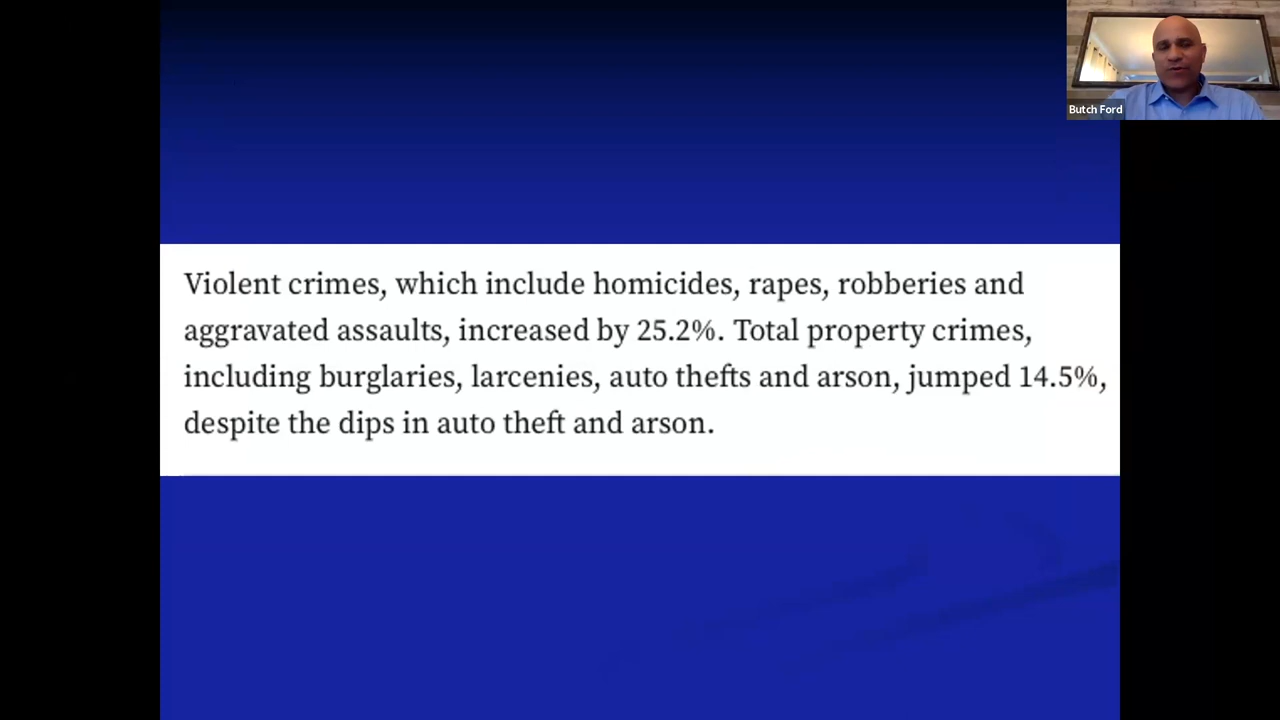 Butch Ford
Violent crimes, which include homicides, rapes, robberies and
aggravated assaults, increased by 25.2%. Total property crimes,
including burglaries, larcenies, auto thefts and arson, jumped 14.5%,
despite the dips in auto theft and arson.